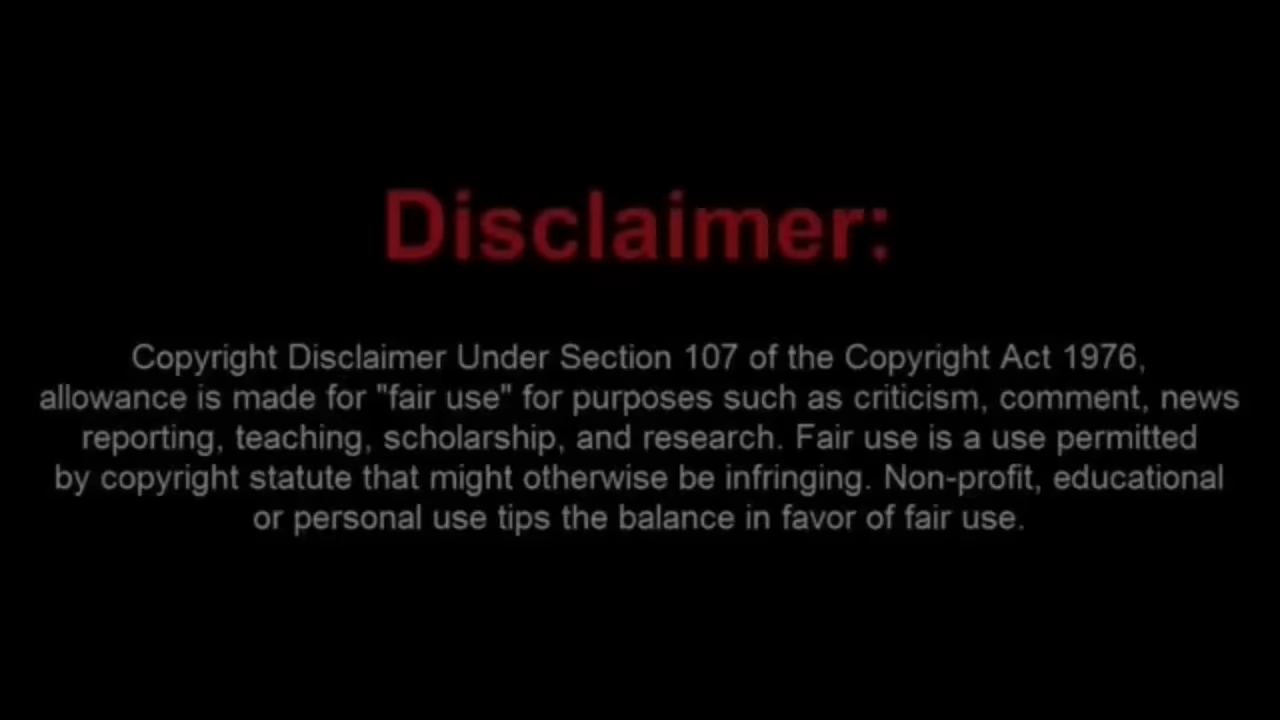 Disclaimer:
Copyright Disclaimer Under Section 107 of the Copyright Act 1976,
allowance is made for "fair use" for purposes such as criticism, comment, news
reporting, teaching, scholarship, and research. Fair use is a use permitted
by copyright statute that might otherwise be infringing. Non-profit, educational
or personal use tips the balance in favor of fair use.